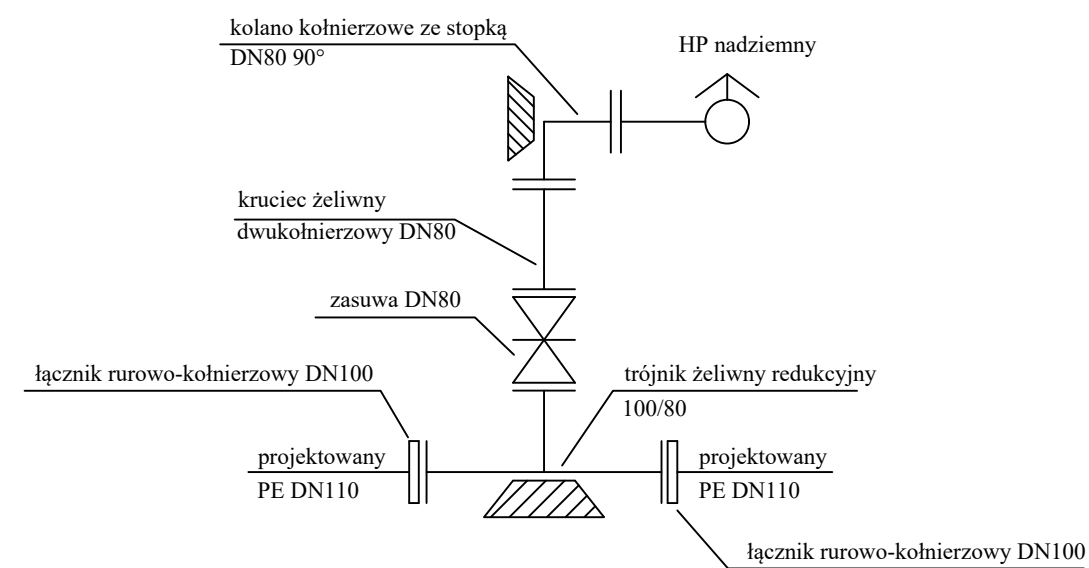 kolano kołnierzowe ze stopką
DN80 90°
HP nadziemny
kruciec żeliwny
dwukołnierzowy DN80
zasuwa DN80
łącznik rurowo-kołnierzowy DN100
trójnik żeliwny redukcyjny
100/80
projektowany
PE DN110
projektowany
PE DN110
łącznik rurowo-kołnierzowy DN100